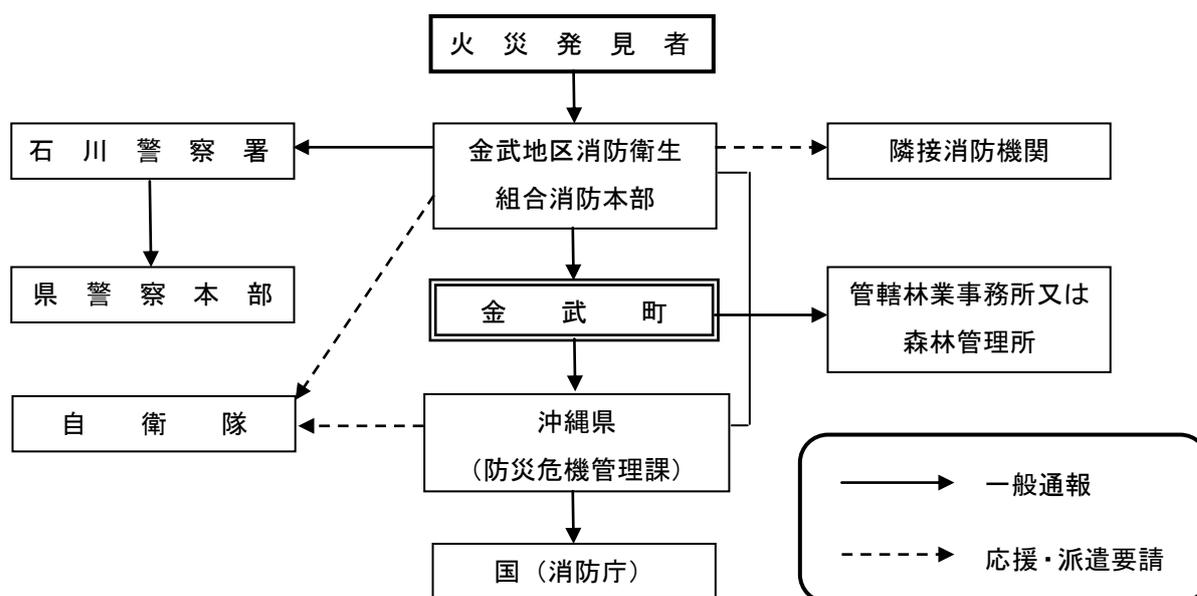 火災発見者
石川警察署
金武地区消防衛生
組合消防本部
隣接消防機関
県警察本部
金武町
管轄林業事務所又は
森林管理所
自衛隊
沖縄県
（防災危機管理課）
国（消防庁）
一般通報
応援・派遣要請